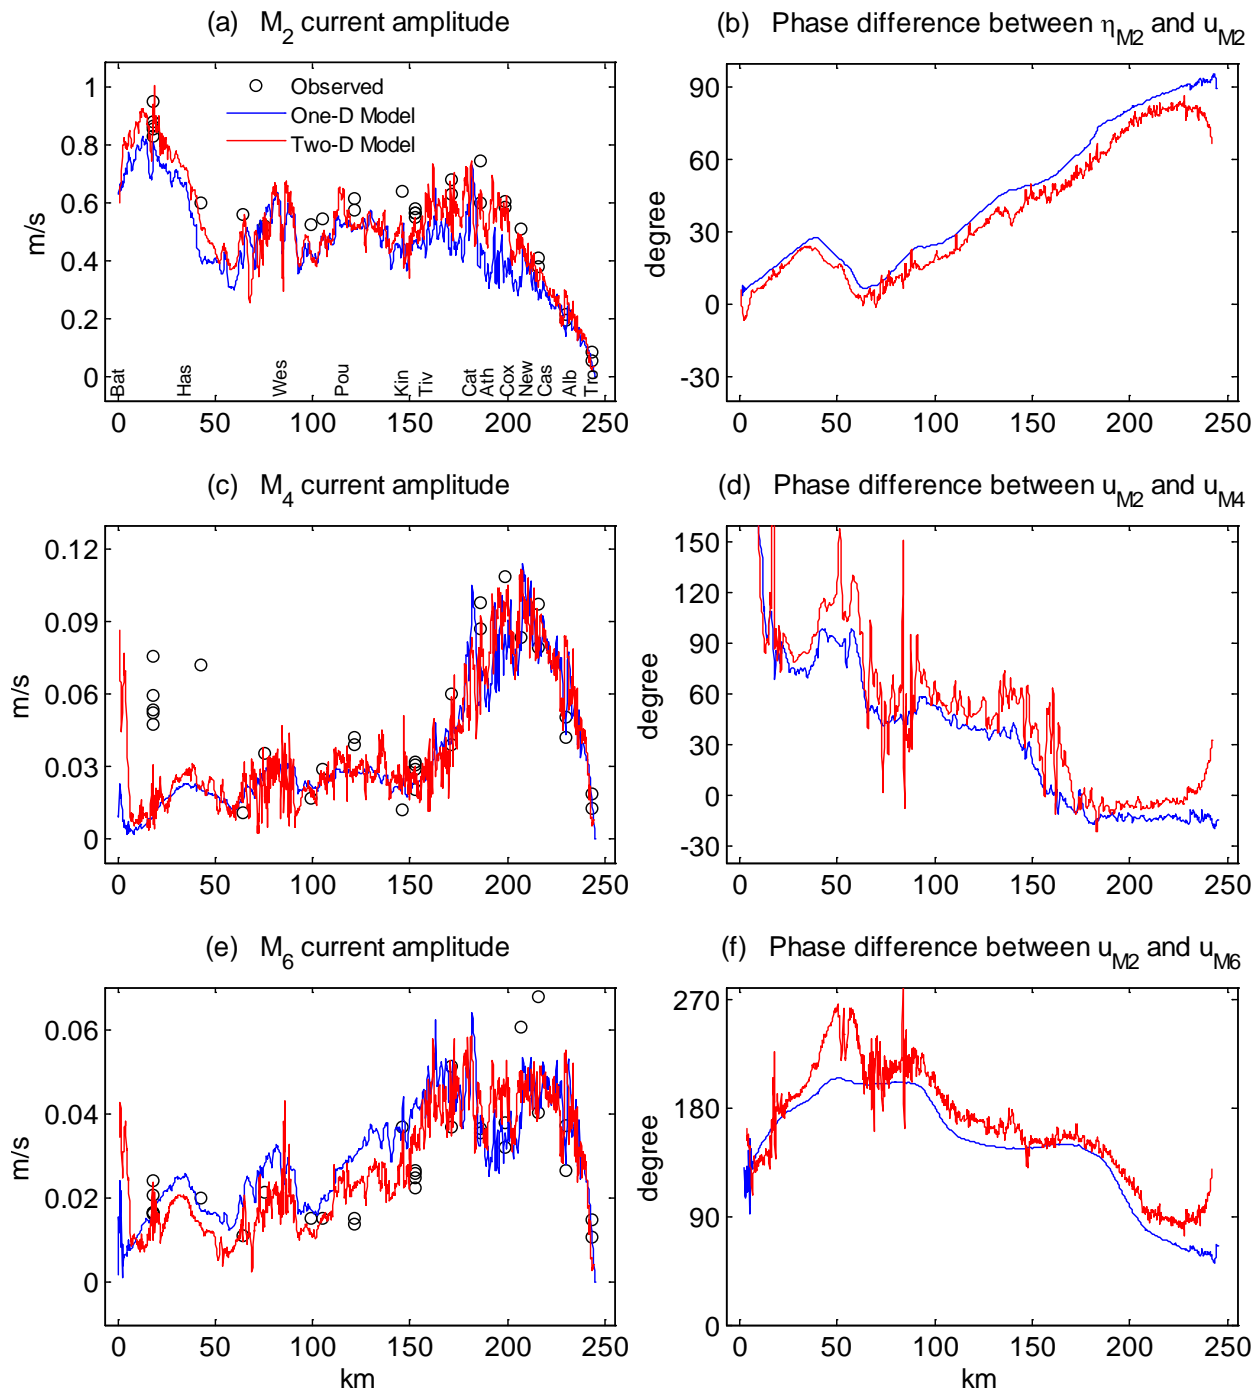 (a) M2 current amplitude
1
0.8
0.6
0.4
0.2
0
m/s
Observed
One-D Model
Two-D Model
Bat
Has
Wes
Pou
Kin
Tiv
Cat
Ath
Cox
New
Cas
Alb
Tro
0 50 100 150 200 250
(b) Phase difference between ηM2 and uM2
90
60
30
0
-30
degree
0 50 100 150 200 250
(c) M4 current amplitude
0.12
0.09
0.06
0.03
0
m/s
0 50 100 150 200 250
(d) Phase difference between uM2 and uM4
150
120
90
60
30
0
-30
degree
0 50 100 150 200 250
(e) M6 current amplitude
0.06
0.04
0.02
0
m/s
0 50 100 150 200 250
km
(f) Phase difference between uM2 and uM6
270
180
90
0
degree
0 50 100 150 200 250
km